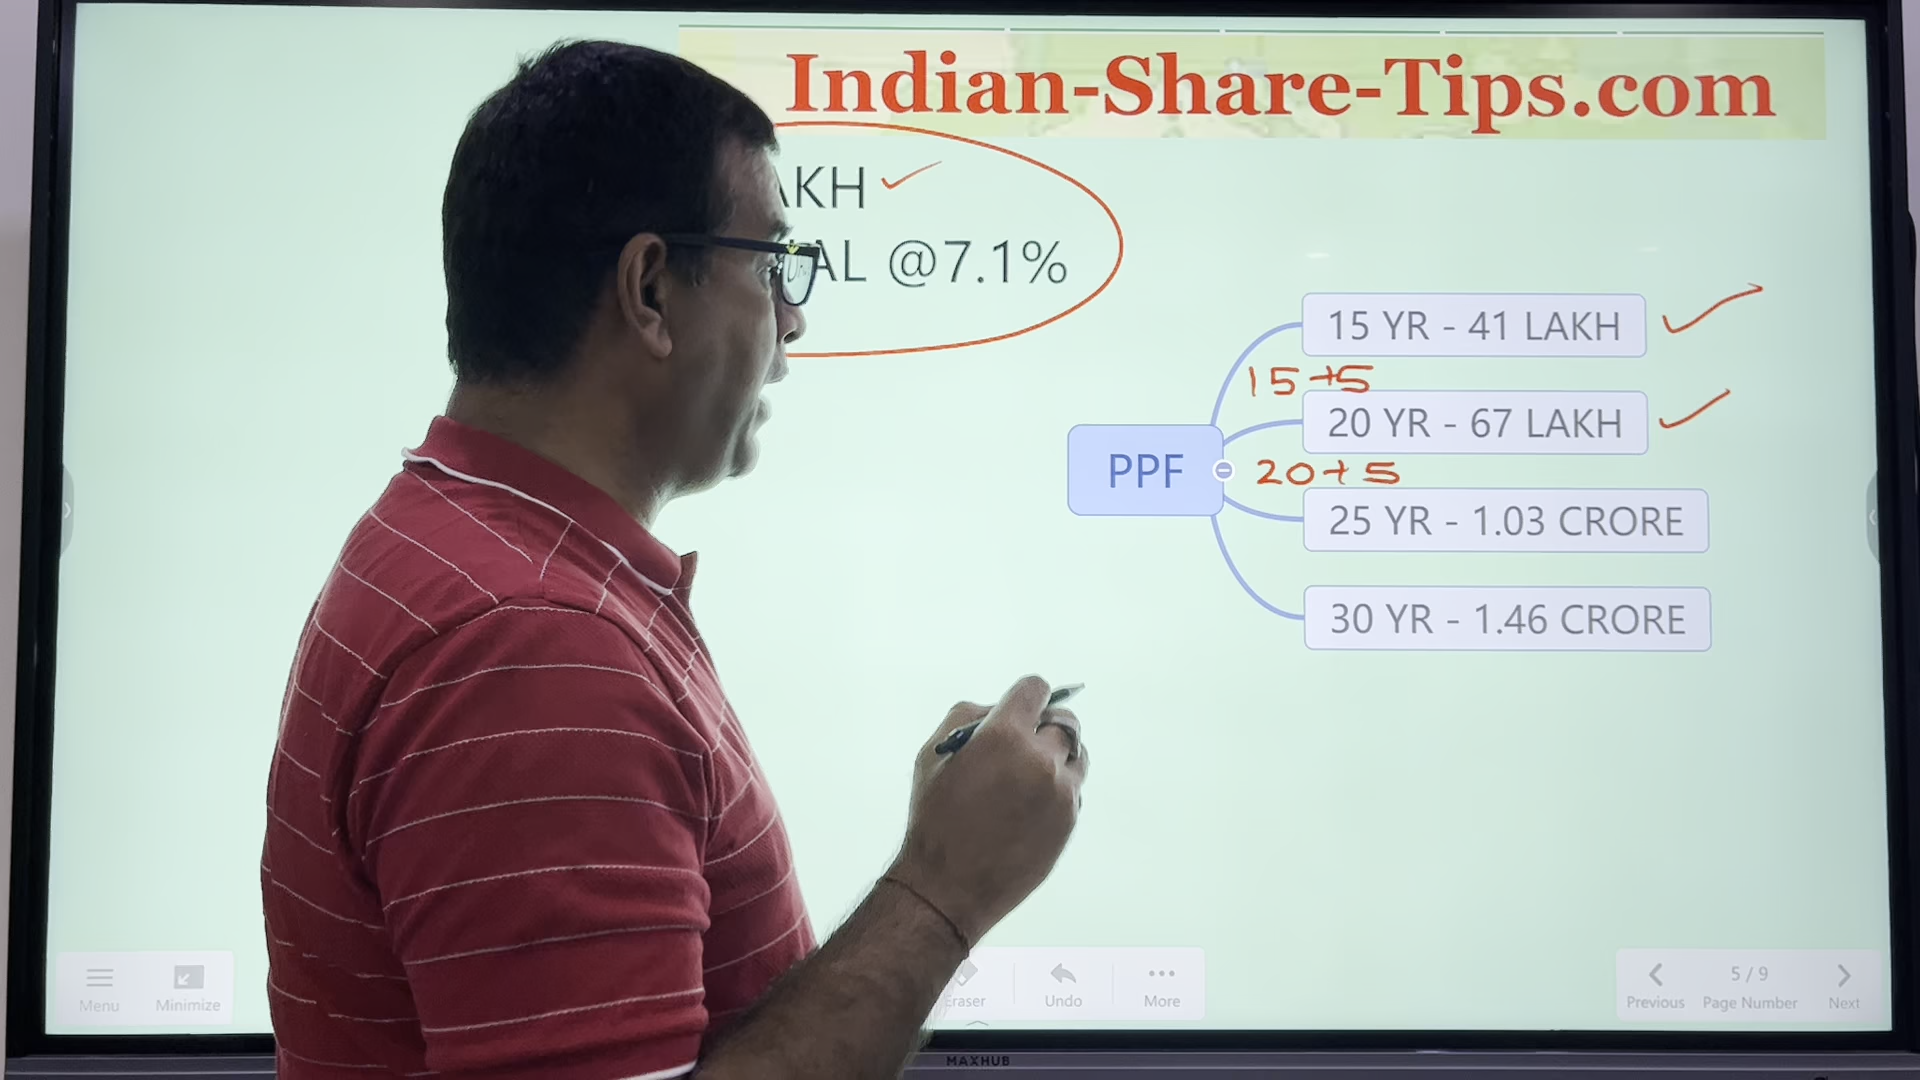 Indian-Share-Tips.com
AKH
AL @7.1%
15 YR - 41 LAKH
15+5
20 YR - 67 LAKH
PPF
20+5
25 YR - 1.03 CRORE
30 YR - 1.46 CRORE
Menu
Minimize
Eraser
Undo
More
Previous
5 / 9
Page Number
Next
MAXHUB